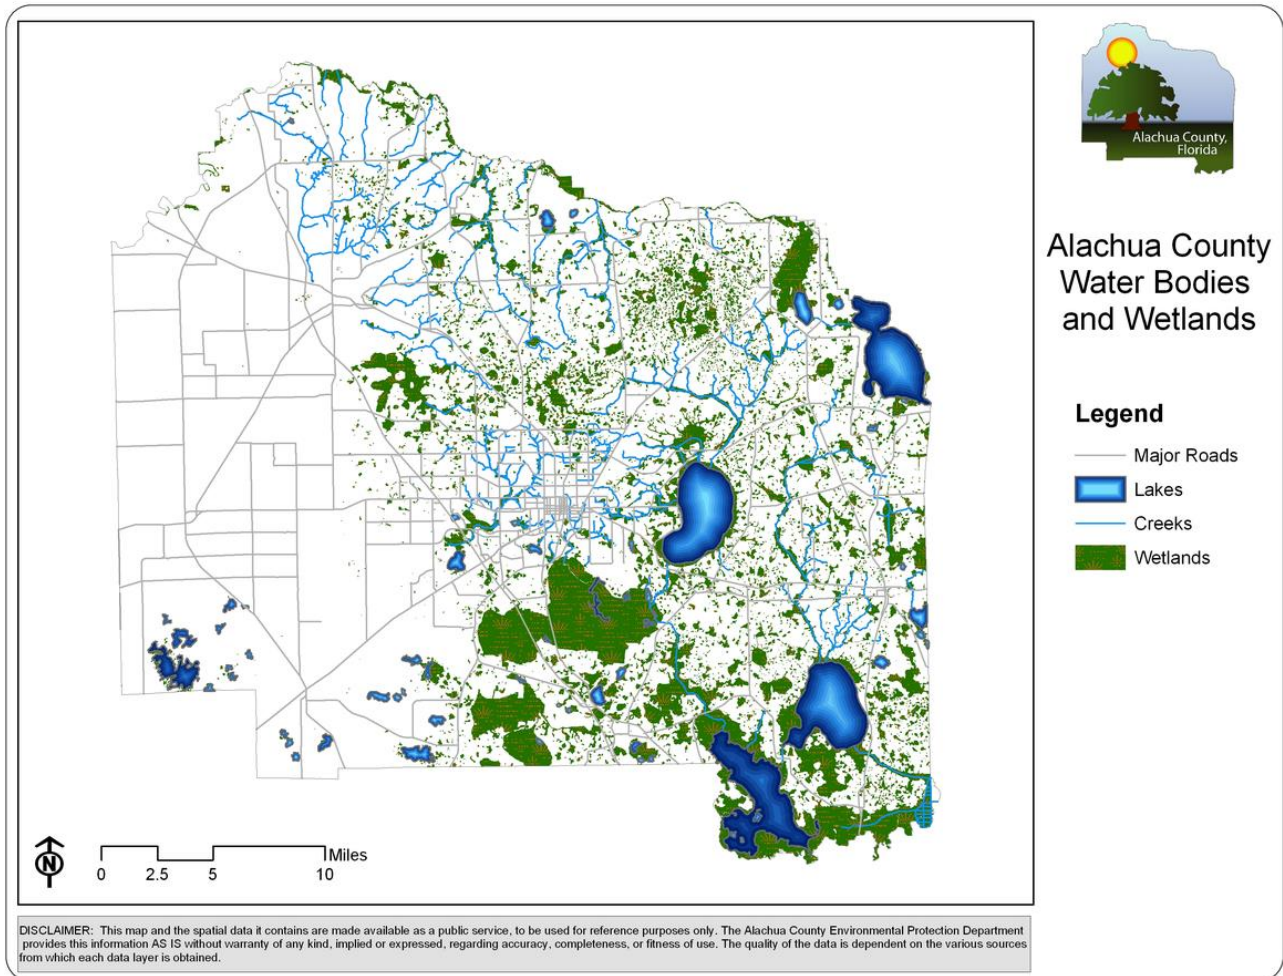 Alachua County,
Florida
Alachua County
Water Bodies
and Wetlands
Legend
Major Roads
Lakes
Creeks
Wetlands
N
Miles
0 2.5 5 10
DISCLAIMER: This map and the spatial data it contains are made available as a public service, to be used for reference purposes only. The Alachua County Environmental Protection Department
provides this information AS IS without warranty of any kind, implied or expressed, regarding accuracy, completeness, or fitness of use. The quality of the data is dependent on the various sources
from which each data layer is obtained.